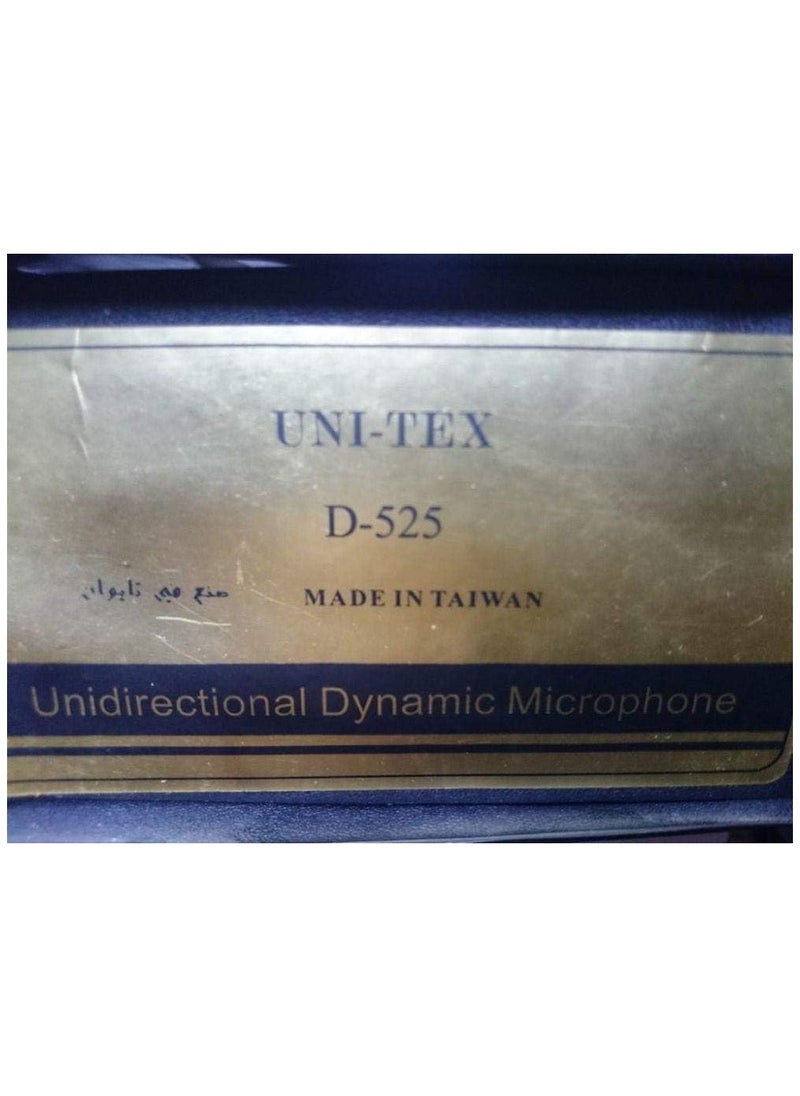 UNI-TEX
D-525
صنع في تايوان MADE IN TAIWAN
Unidirectional Dynamic Microphone